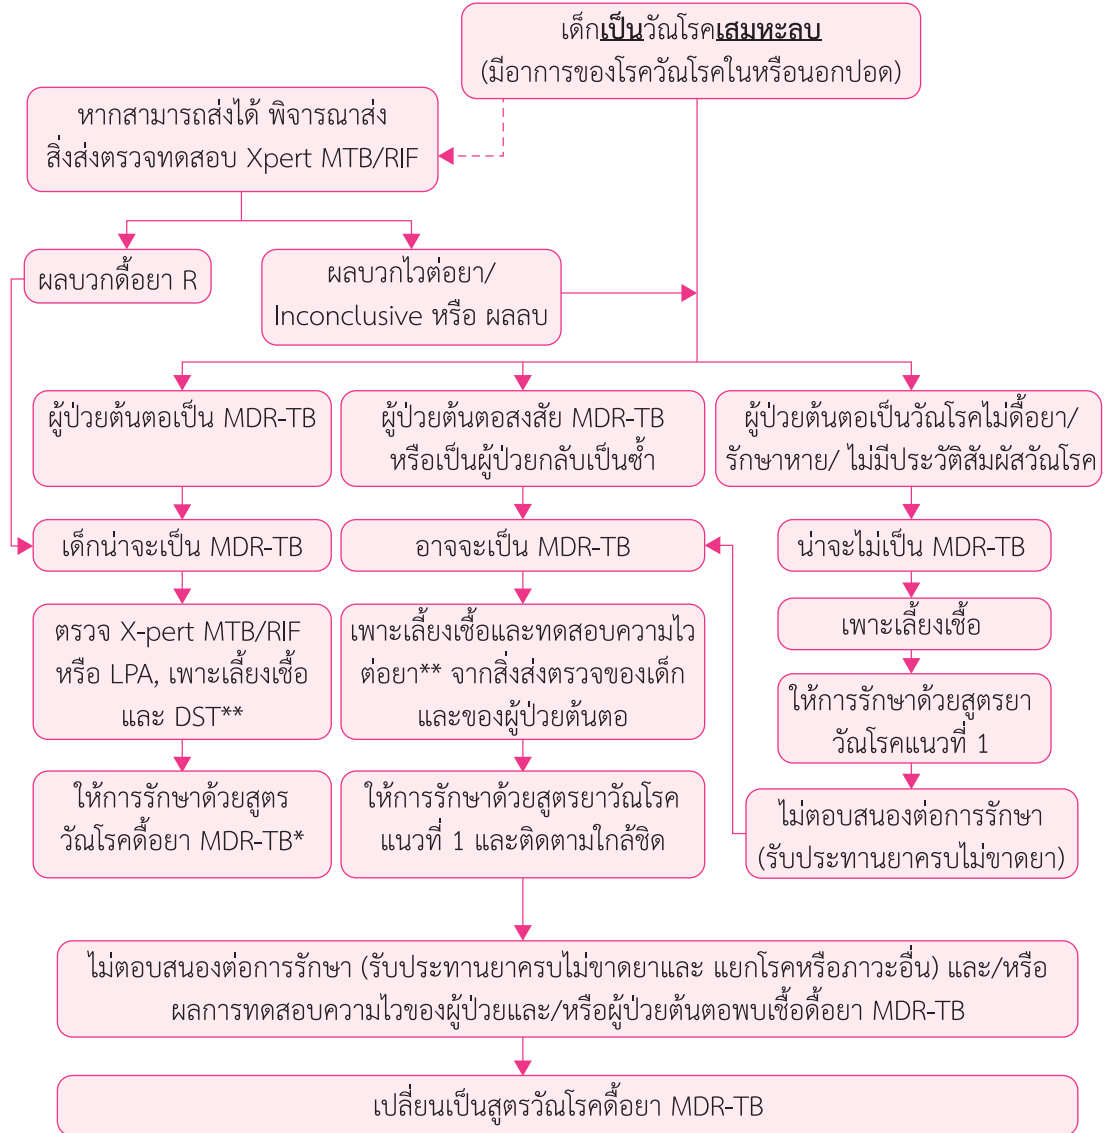 เด็กเป็นวัณโรคเสมหะลบ
(มีอาการของโรควัณโรคในหรือนอกปอด)
หากสามารถส่งได้ พิจารณาส่ง
สิ่งส่งตรวจทดสอบ Xpert MTB/RIF
ผลบวกดื้อยา R
ผลบวกไวต่อยา/
Inconclusive หรือ ผลลบ
ผู้ป่วยต้นตอเป็น MDR-TB
ผู้ป่วยต้นตอสงสัย MDR-TB
หรือเป็นผู้ป่วยกลับเป็นซ้ำ
ผู้ป่วยต้นตอเป็นวัณโรคไม่ดื้อยา/
รักษาหาย/ ไม่มีประวัติสัมผัสวัณโรค
เด็กน่าจะเป็น MDR-TB
อาจจะเป็น MDR-TB
น่าจะไม่เป็น MDR-TB
ตรวจ X-pert MTB/RIF
หรือ LPA, เพาะเลี้ยงเชื้อ
และ DST**
เพาะเลี้ยงเชื้อและทดสอบความไว
ต่อยา** จากสิ่งส่งตรวจของเด็ก
และของผู้ป่วยต้นตอ
เพาะเลี้ยงเชื้อ
ให้การรักษาด้วยสูตรยา
วัณโรคแนวที่ 1
ให้การรักษาด้วยสูตร
วัณโรคดื้อยา MDR-TB*
ให้การรักษาด้วยสูตรยาวัณโรค
แนวที่ 1 และติดตามใกล้ชิด
ไม่ตอบสนองต่อการรักษา
(รับประทานยาครบไม่ขาดยา)
ไม่ตอบสนองต่อการรักษา (รับประทานยาครบไม่ขาดยาและ แยกโรคหรือภาวะอื่น) และ/หรือ
ผลการทดสอบความไวของผู้ป่วยและ/หรือผู้ป่วยต้นตอพบเชื้อดื้อยา MDR-TB
เปลี่ยนเป็นสูตรวัณโรคดื้อยา MDR-TB